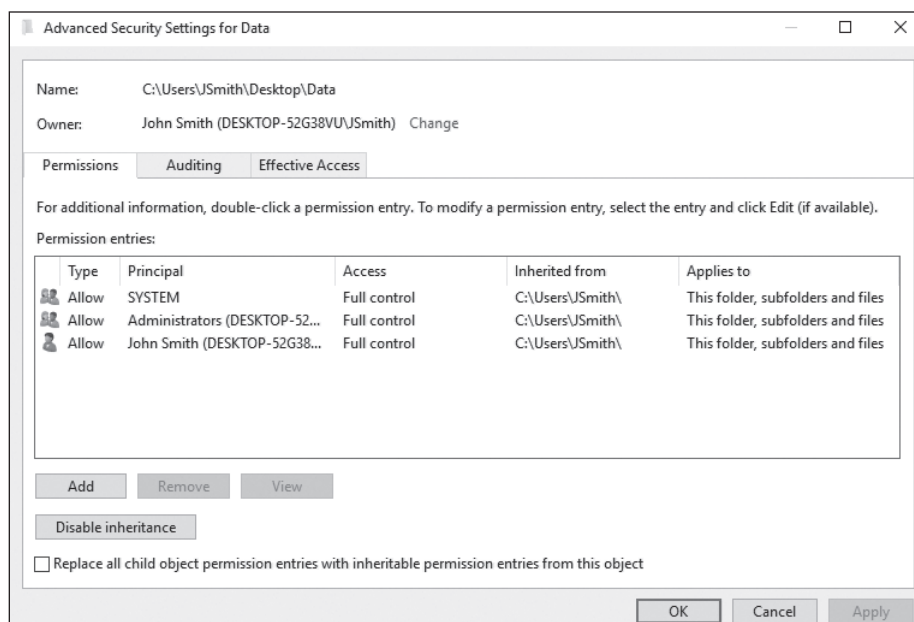 Advanced Security Settings for Data
Name: C:\Users\JSmith\Desktop\Data
Owner: John Smith (DESKTOP-52G38VU\JSmith) Change
Permissions Auditing Effective Access
For additional information, double-click a permission entry. To modify a permission entry, select the entry and click Edit (if available).
Permission entries:
Type Principal Access Inherited from Applies to
Allow SYSTEM Full control C:\Users\JSmith\ This folder, subfolders and files
Allow Administrators (DESKTOP-52... Full control C:\Users\JSmith\ This folder, subfolders and files
Allow John Smith (DESKTOP-52G38... Full control C:\Users\JSmith\ This folder, subfolders and files
Add Remove View
Disable inheritance
Replace all child object permission entries with inheritable permission entries from this object
OK Cancel Apply